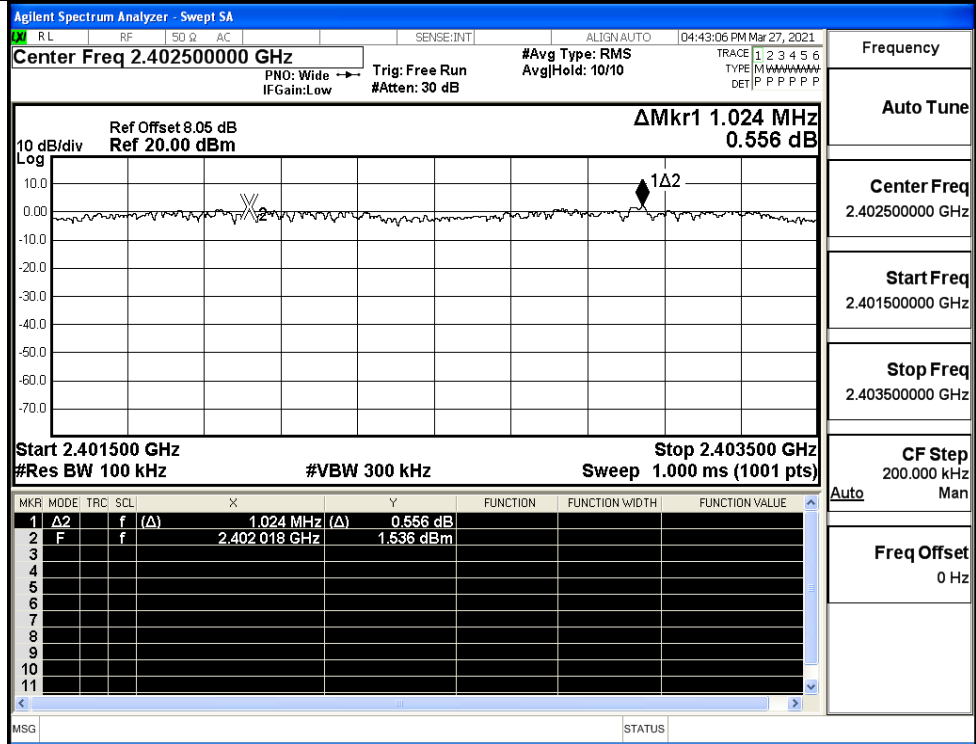 Agilent Spectrum Analyzer - Swept SA
LXI RL RF 50 Ω AC SENSE:INT ALIGNAUTO 04:43:06 PM Mar 27, 2021
Center Freq 2.402500000 GHz
PNO: Wide
IFGain:Low
Trig: Free Run
#Atten: 30 dB
#Avg Type: RMS
Avg|Hold: 10/10
TRACE 1 2 3 4 5 6
TYPE M WWWWW
DET P P P P P P
Ref Offset 8.05 dB
10 dB/div Ref 20.00 dBm
Log
ΔMkr1 1.024 MHz
0.556 dB
10.0
0.00
-10.0
-20.0
-30.0
-40.0
-50.0
-60.0
-70.0
2
1Δ2
Start 2.401500 GHz Stop 2.403500 GHz
#Res BW 100 kHz #VBW 300 kHz Sweep 1.000 ms (1001 pts)
MKR MODE TRC SCL X Y FUNCTION FUNCTION WIDTH FUNCTION VALUE
1 Δ2 f (Δ) 1.024 MHz (Δ) 0.556 dB
2 F f 2.402 018 GHz 1.536 dBm
3
4
5
6
7
8
9
10
11
MSG STATUS
Frequency
Auto Tune
Center Freq
2.402500000 GHz
Start Freq
2.401500000 GHz
Stop Freq
2.403500000 GHz
CF Step
200.000 kHz
Auto Man
Freq Offset
0 Hz